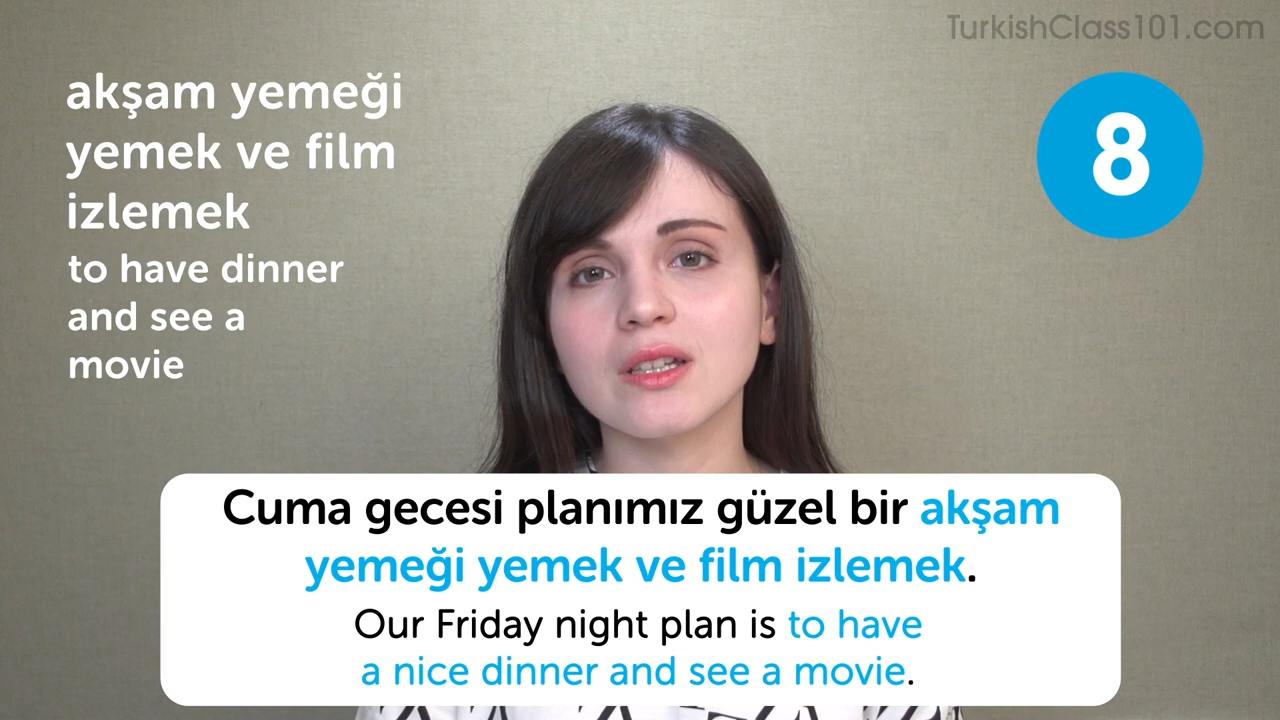 TurkishClass101.com
akşam yemeği
yemek ve film
izlemek
to have dinner
and see a
movie
8
Cuma gecesi planımız güzel bir akşam
yemeği yemek ve film izlemek.
Our Friday night plan is to have
a nice dinner and see a movie.